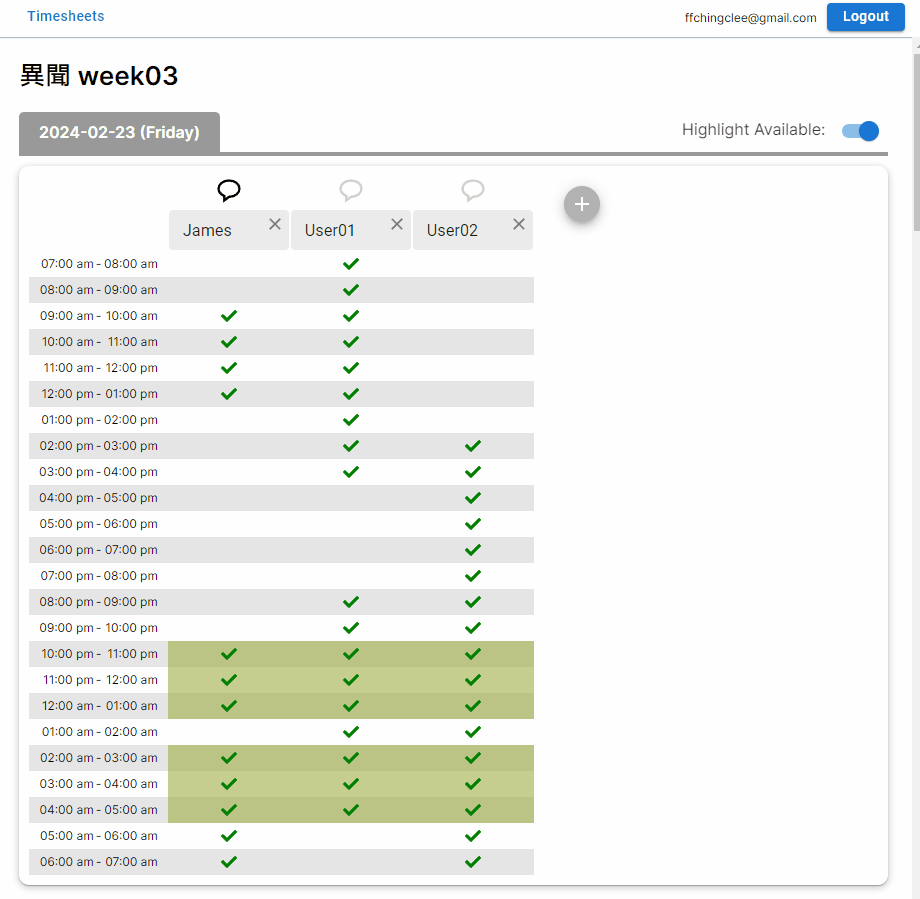 Timesheets
ffchingclee@gmail.com
Logout
異聞 week03
2024-02-23 (Friday)
Highlight Available:
James
User01
User02
07:00 am - 08:00 am
08:00 am - 09:00 am
09:00 am - 10:00 am
10:00 am - 11:00 am
11:00 am - 12:00 pm
12:00 pm - 01:00 pm
01:00 pm - 02:00 pm
02:00 pm - 03:00 pm
03:00 pm - 04:00 pm
04:00 pm - 05:00 pm
05:00 pm - 06:00 pm
06:00 pm - 07:00 pm
07:00 pm - 08:00 pm
08:00 pm - 09:00 pm
09:00 pm - 10:00 pm
10:00 pm - 11:00 pm
11:00 pm - 12:00 am
12:00 am - 01:00 am
01:00 am - 02:00 am
02:00 am - 03:00 am
03:00 am - 04:00 am
04:00 am - 05:00 am
05:00 am - 06:00 am
06:00 am - 07:00 am